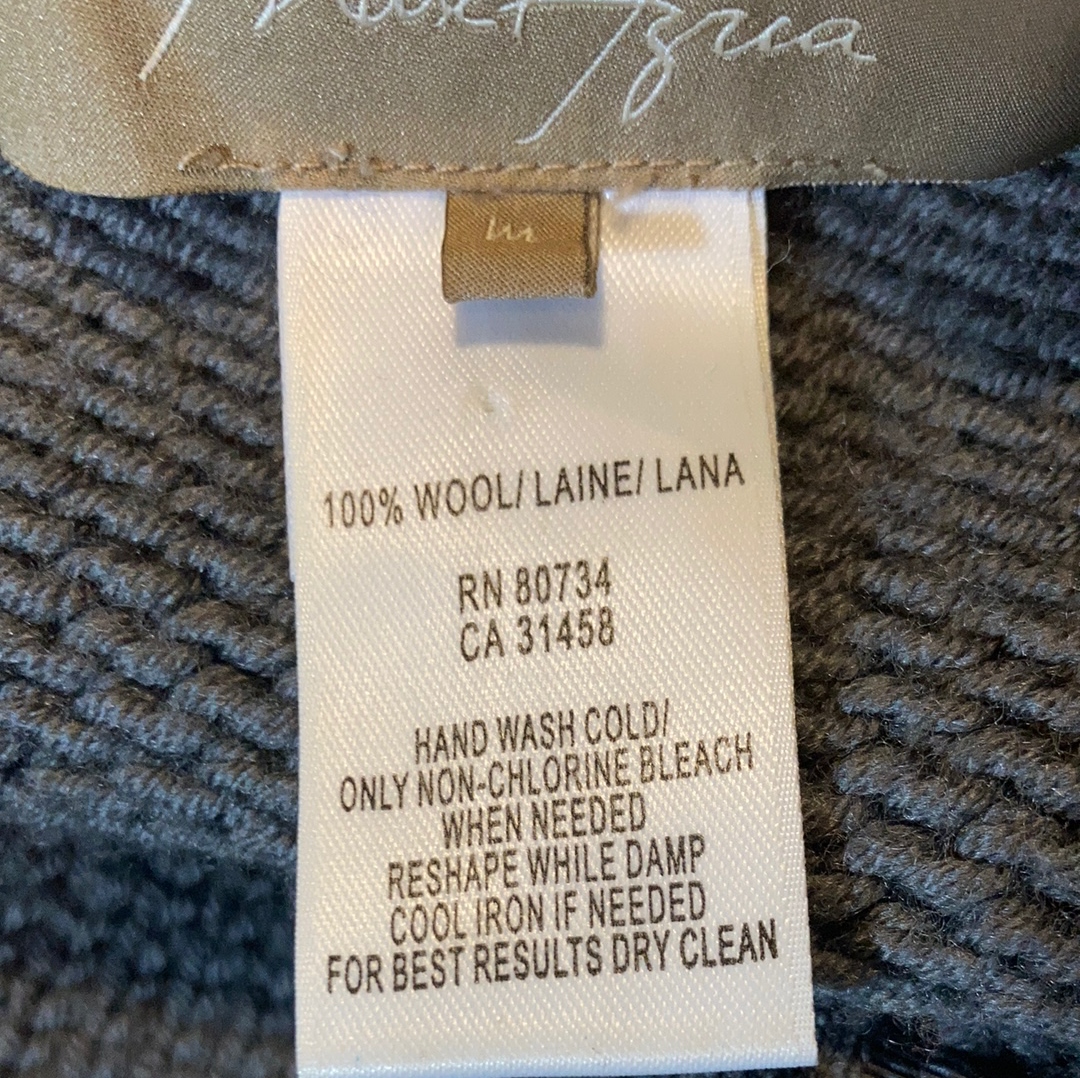 m
100% WOOL/ LAINE/ LANA
RN 80734
CA 31458
HAND WASH COLD/
ONLY NON-CHLORINE BLEACH
WHEN NEEDED
RESHAPE WHILE DAMP
COOL IRON IF NEEDED
FOR BEST RESULTS DRY CLEAN